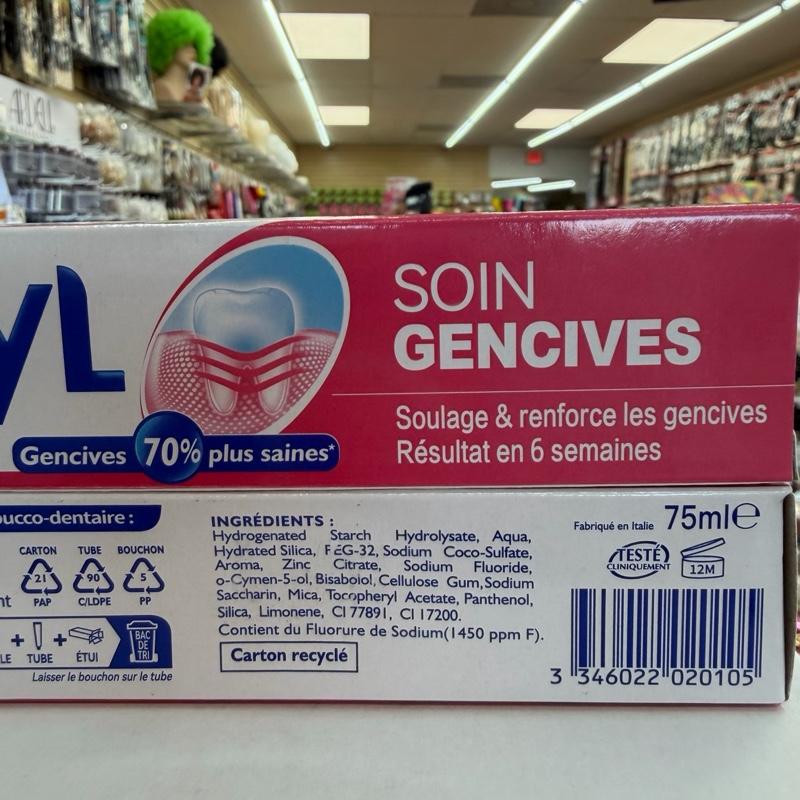 YL
SOIN
GENCIVES
Soulage & renforce les gencives
Résultat en 6 semaines
Gencives 70% plus saines*
bucco-dentaire :
CARTON TUBE BOUCHON
21 90 5
PAP C/LDPE PP
+ +
TUBE ÉTUI
BAC
DE
TRI
Laisser le bouchon sur le tube
INGRÉDIENTS :
Hydrogenated Starch Hydrolysate, Aqua,
Hydrated Silica, PEG-32, Sodium Coco-Sulfate,
Aroma, Zinc Citrate, Sodium Fluoride,
o-Cymen-5-ol, Bisabolol, Cellulose Gum, Sodium
Saccharin, Mica, Tocopheryl Acetate, Panthenol,
Silica, Limonene, CI 77891, CI 17200.
Contient du Fluorure de Sodium(1450 ppm F).
Carton recyclé
Fabriqué en Italie 75ml℮
TESTÉ
CLINIQUEMENT
12M
3 346022 020105